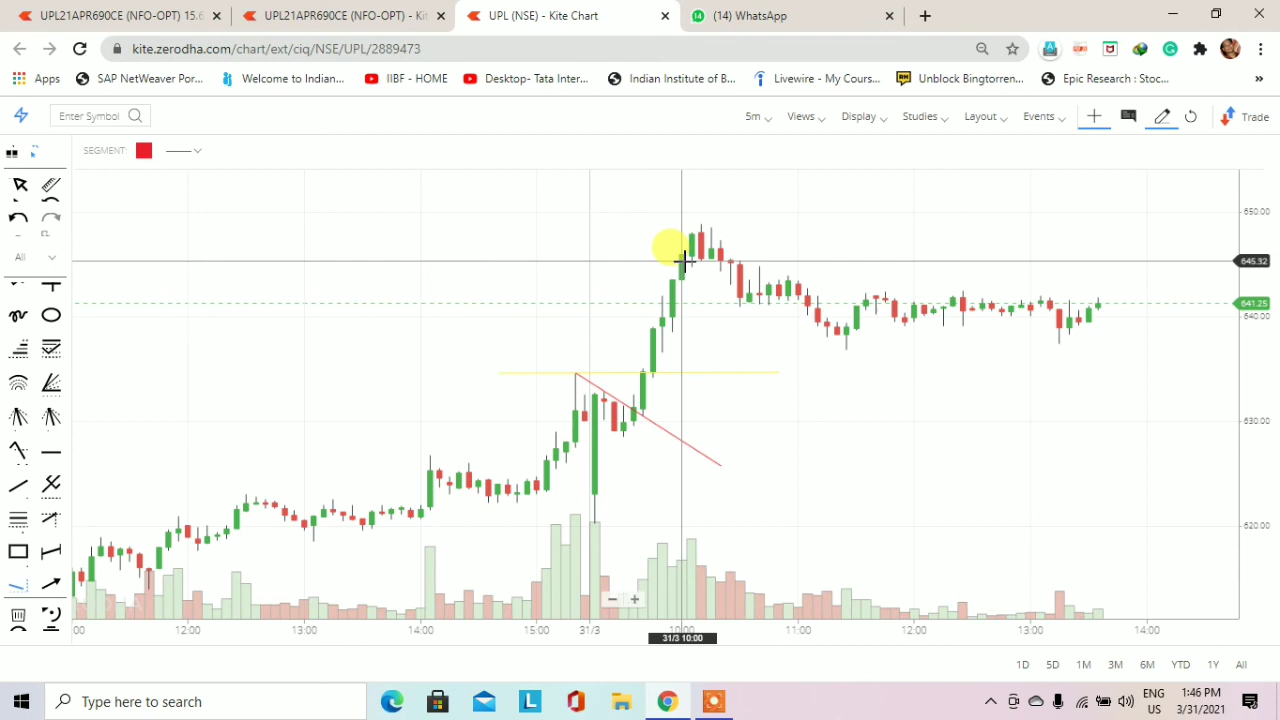 UPL21APR690CE (NFO-OPT) 15.6
UPL21APR690CE (NFO-OPT) - Kit
UPL (NSE) - Kite Chart
(14) WhatsApp
kite.zerodha.com/chart/ext/ciq/NSE/UPL/2889473
Apps
SAP NetWeaver Por...
Welcome to Indian...
IIBF - HOME
Desktop- Tata Inter...
Indian Institute of B...
Livewire - My Cours...
Unblock Bingtorren...
Epic Research : Stoc...
»
Enter Symbol
5m
Views
Display
Studies
Layout
Events
Trade
SEGMENT:
All
650.00
645.32
641.25
640.00
630.00
620.00
:00
12:00
13:00
14:00
15:00
31/3
10:00
11:00
12:00
13:00
14:00
31/3 10:00
1D
5D
1M
3M
6M
YTD
1Y
All
Type here to search
ENG
US
1:46 PM
3/31/2021